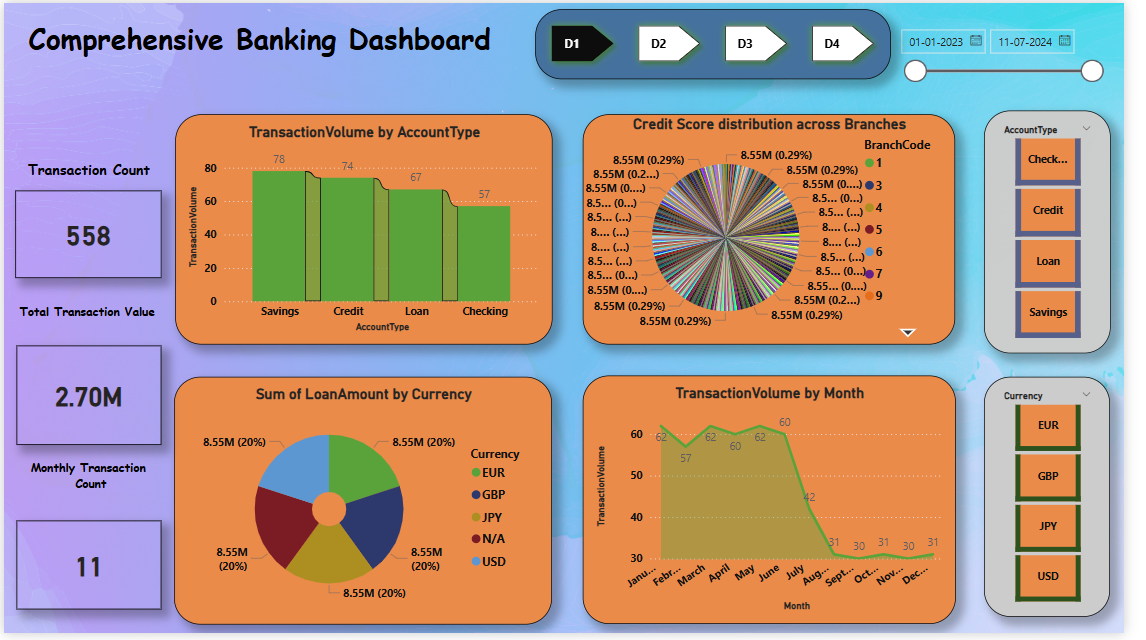 Comprehensive Banking Dashboard
D1
D2
D3
D4
01-01-2023
11-07-2024
Transaction Count
558
Total Transaction Value
2.70M
Monthly Transaction
Count
11
TransactionVolume by AccountType
TransactionVolume
80
60
40
20
0
78
74
67
57
Savings
Credit
Loan
Checking
AccountType
Credit Score distribution across Branches
8.55M (0.29%)
8.55M (0.2...)
8.55M (0....)
8.5... (0...)
8.5... (...)
8.... (...)
8.... (...)
8.5... (...)
8.5... (0...)
8.55M (0....)
8.55M (0.29%)
8.55M (0.29%)
8.55M (0.29%)
8.55M (0.29%)
8.55M (0....)
8.5... (0...)
8.5... (...)
8.... (...)
8.... (...)
8.5... (...)
8.5... (0...)
8.55M (0....)
8.55M (0.2...)
8.55M (0.29%)
BranchCode
1
3
4
5
6
7
9
AccountType
Check...
Credit
Loan
Savings
Sum of LoanAmount by Currency
8.55M (20%)
8.55M (20%)
8.55M
(20%)
8.55M
(20%)
8.55M (20%)
Currency
EUR
GBP
JPY
N/A
USD
TransactionVolume by Month
TransactionVolume
60
50
40
30
62
57
62
60
62
60
42
31
30
31
30
31
Janu...
Febr...
March
April
May
June
July
Aug...
Sept...
Oct...
Nov...
Dec...
Month
Currency
EUR
GBP
JPY
USD